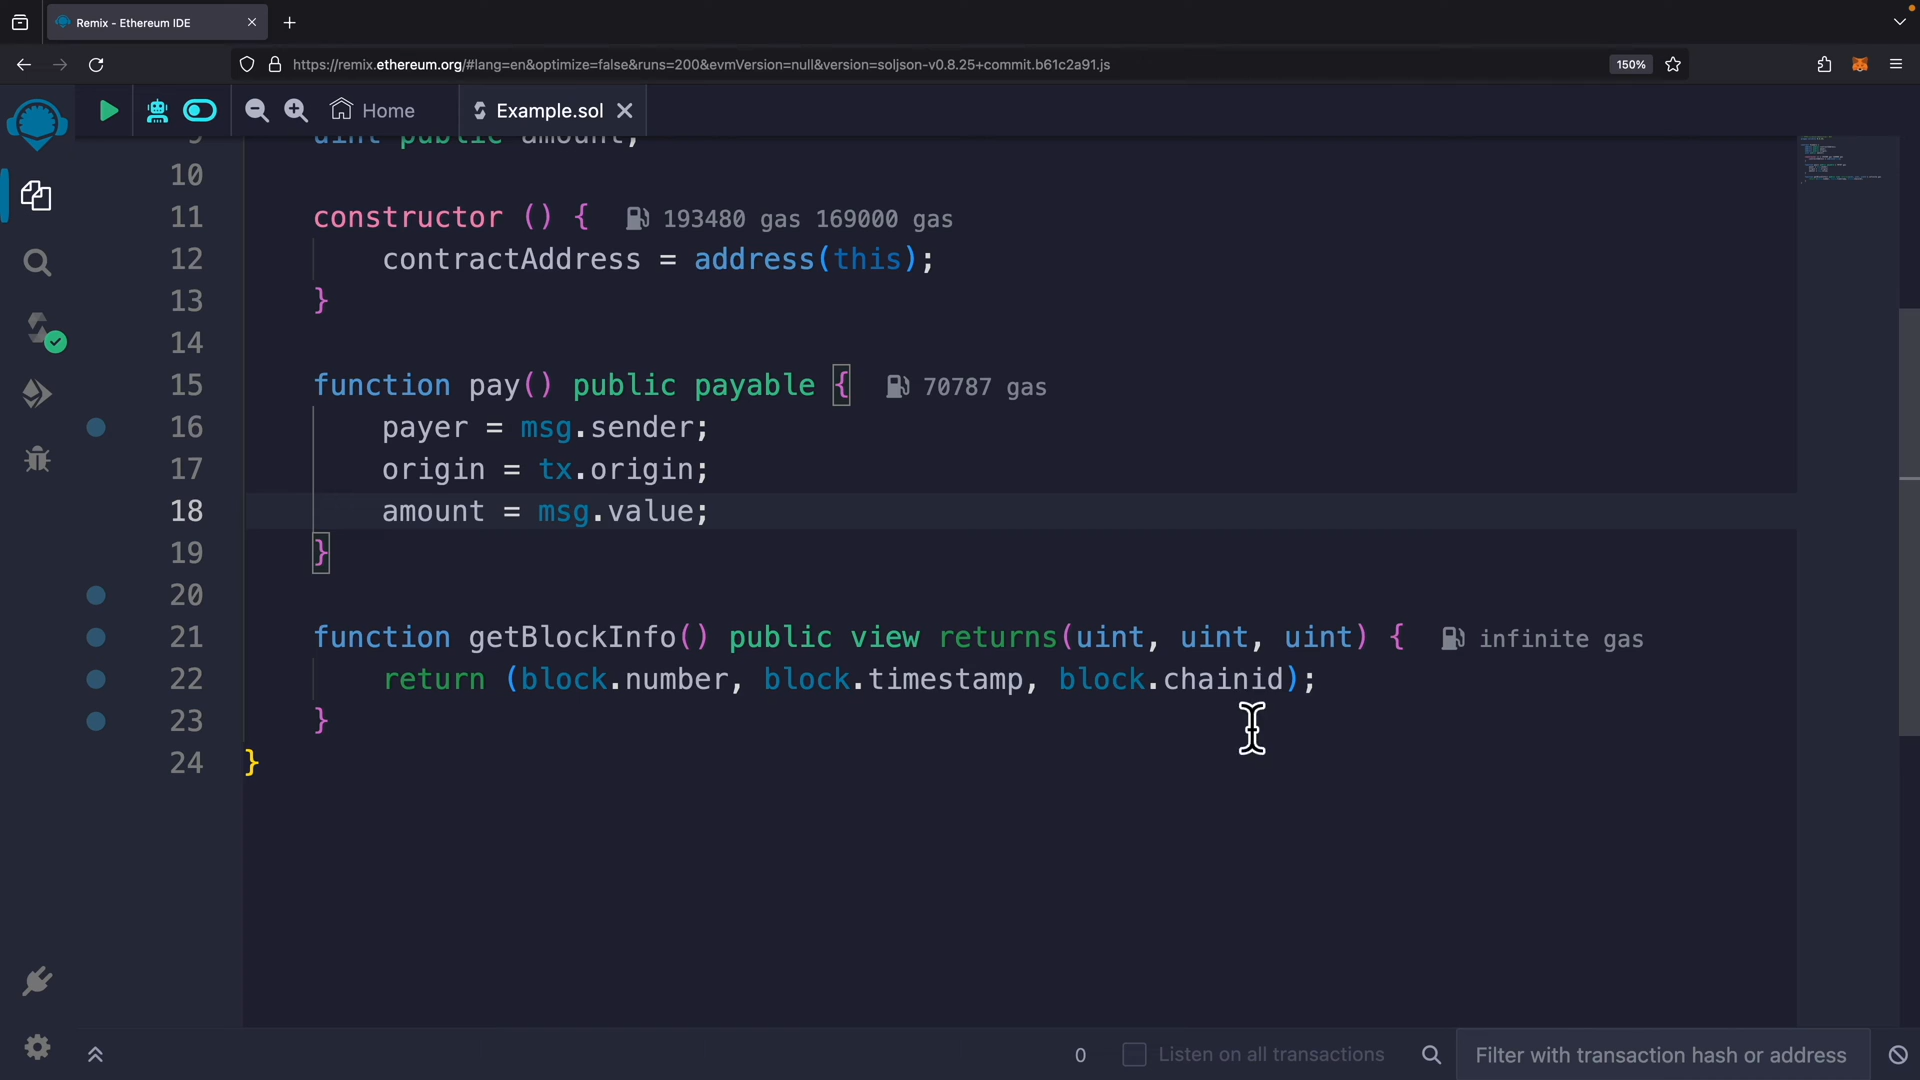 Remix - Ethereum IDE
https://remix.ethereum.org/#lang=en&optimize=false&runs=200&evmVersion=null&version=soljson-v0.8.25+commit.b61c2a91.js
150%
Home
Example.sol
9 uint public amount;
10
11 constructor () { 193480 gas 169000 gas
12 contractAddress = address(this);
13 }
14
15 function pay() public payable { 70787 gas
16 payer = msg.sender;
17 origin = tx.origin;
18 amount = msg.value;
19 }
20
21 function getBlockInfo() public view returns(uint, uint, uint) { infinite gas
22 return (block.number, block.timestamp, block.chainid);
23 }
24 }
0 Listen on all transactions Filter with transaction hash or address